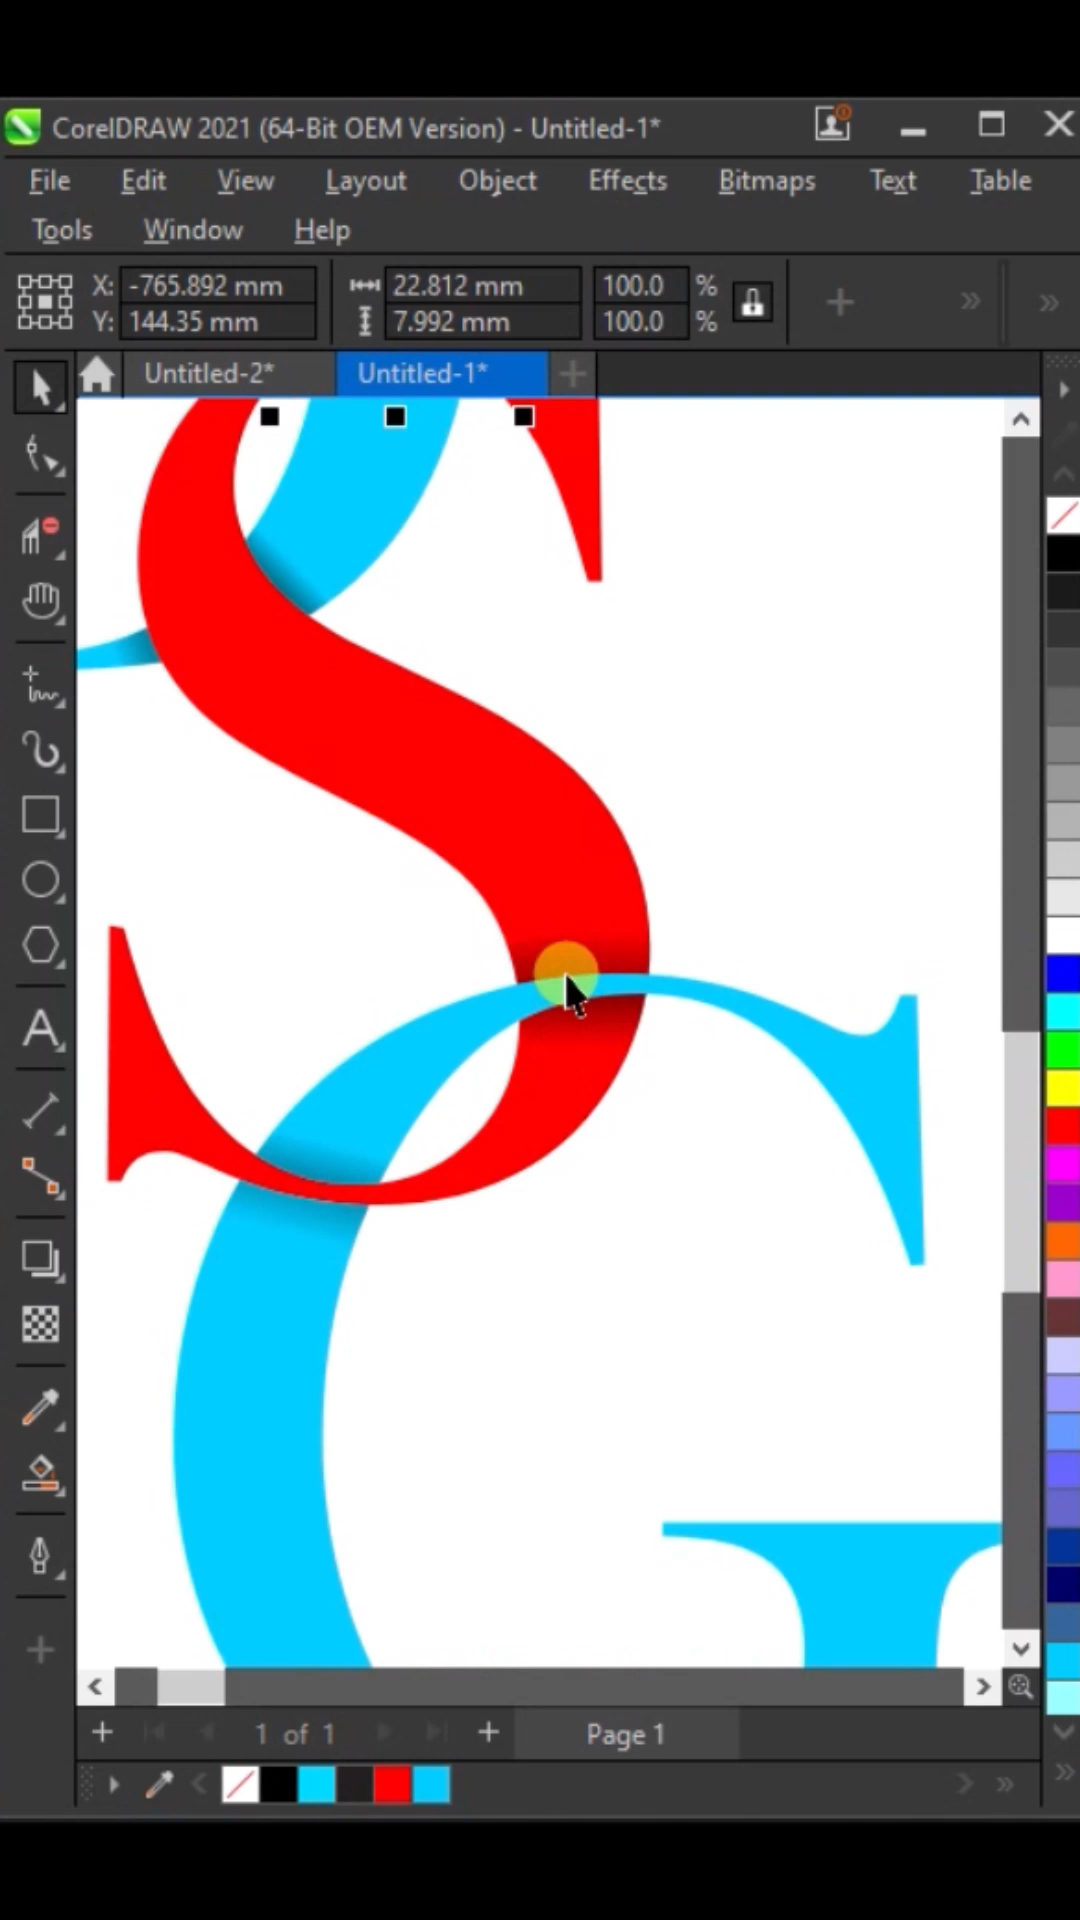 CorelDRAW 2021 (64-Bit OEM Version) - Untitled-1*
File Edit View Layout Object Effects Bitmaps Text Table
Tools Window Help
X: -765.892 mm 22.812 mm 100.0 %
Y: 144.35 mm 7.992 mm 100.0 %
Untitled-2* Untitled-1*
S
C
A
1 of 1 Page 1